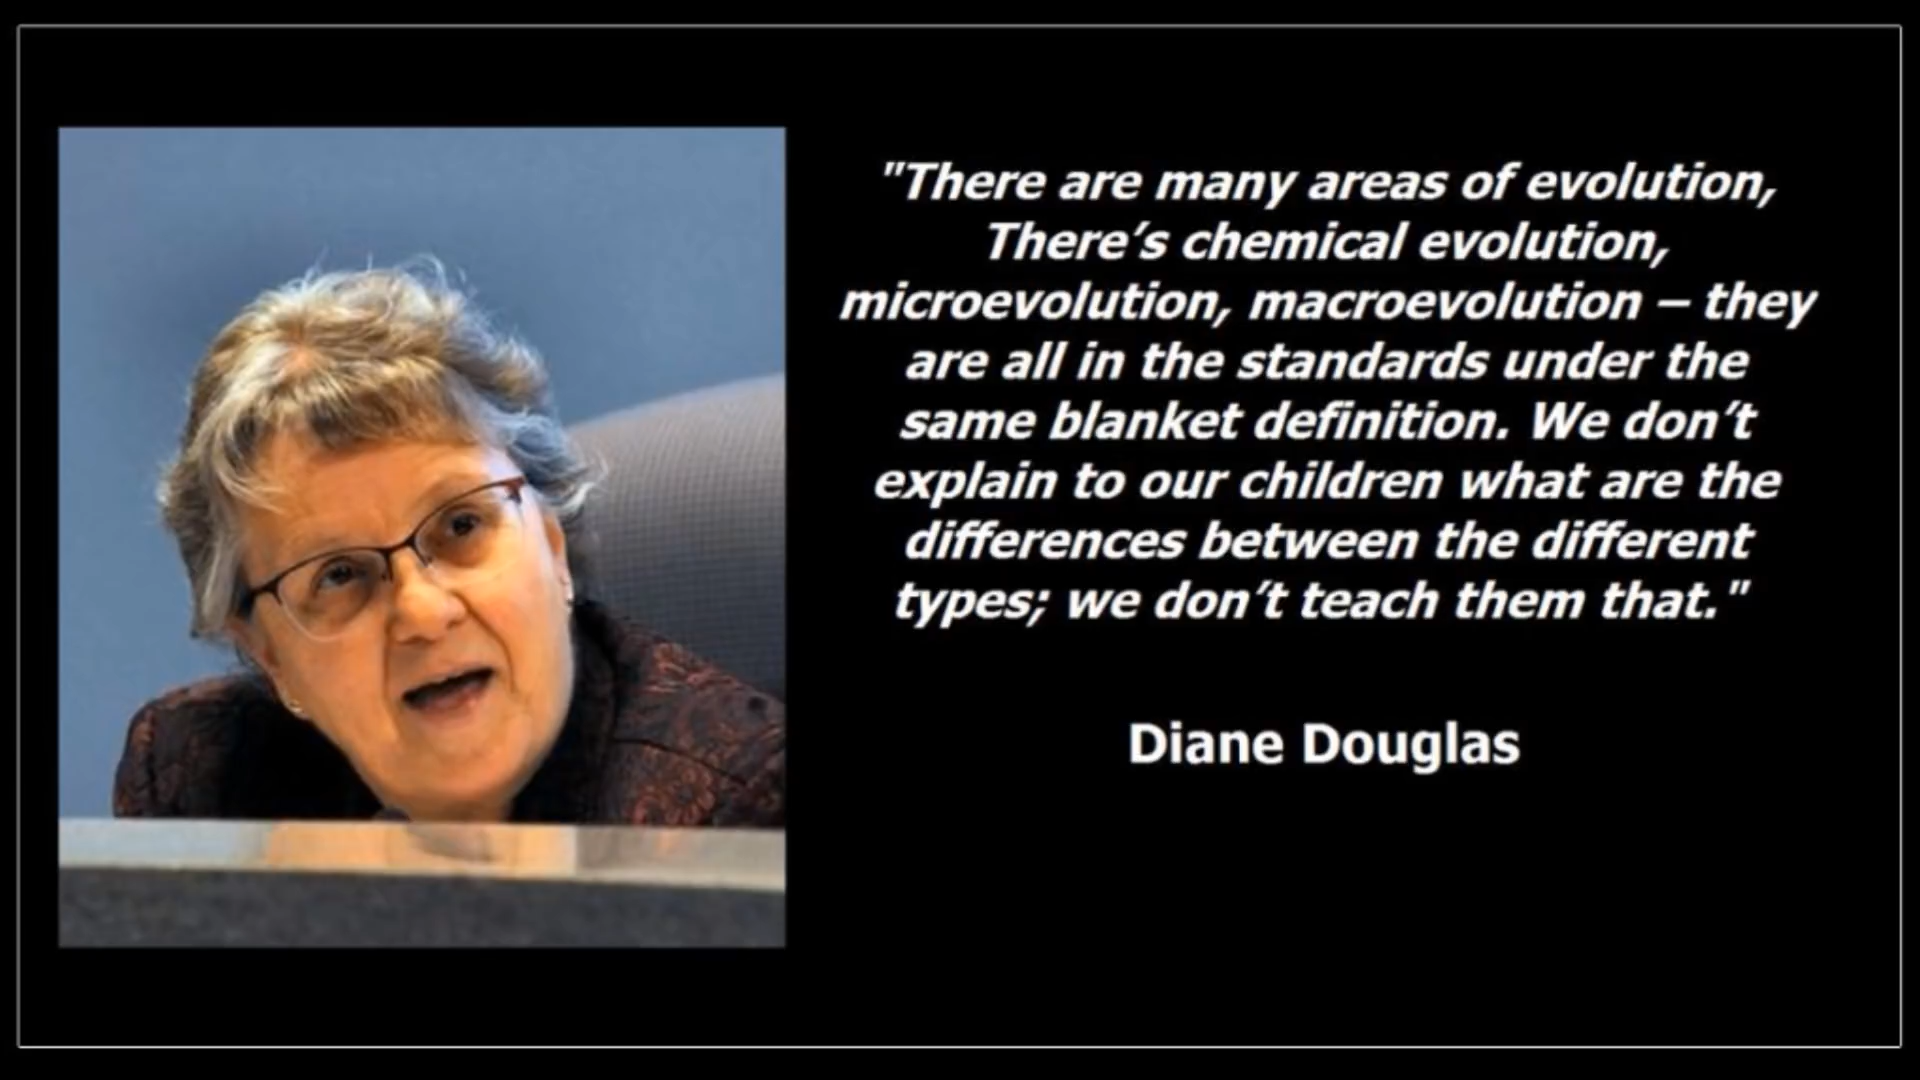 "There are many areas of evolution,
There’s chemical evolution,
microevolution, macroevolution – they
are all in the standards under the
same blanket definition. We don’t
explain to our children what are the
differences between the different
types; we don’t teach them that."
Diane Douglas